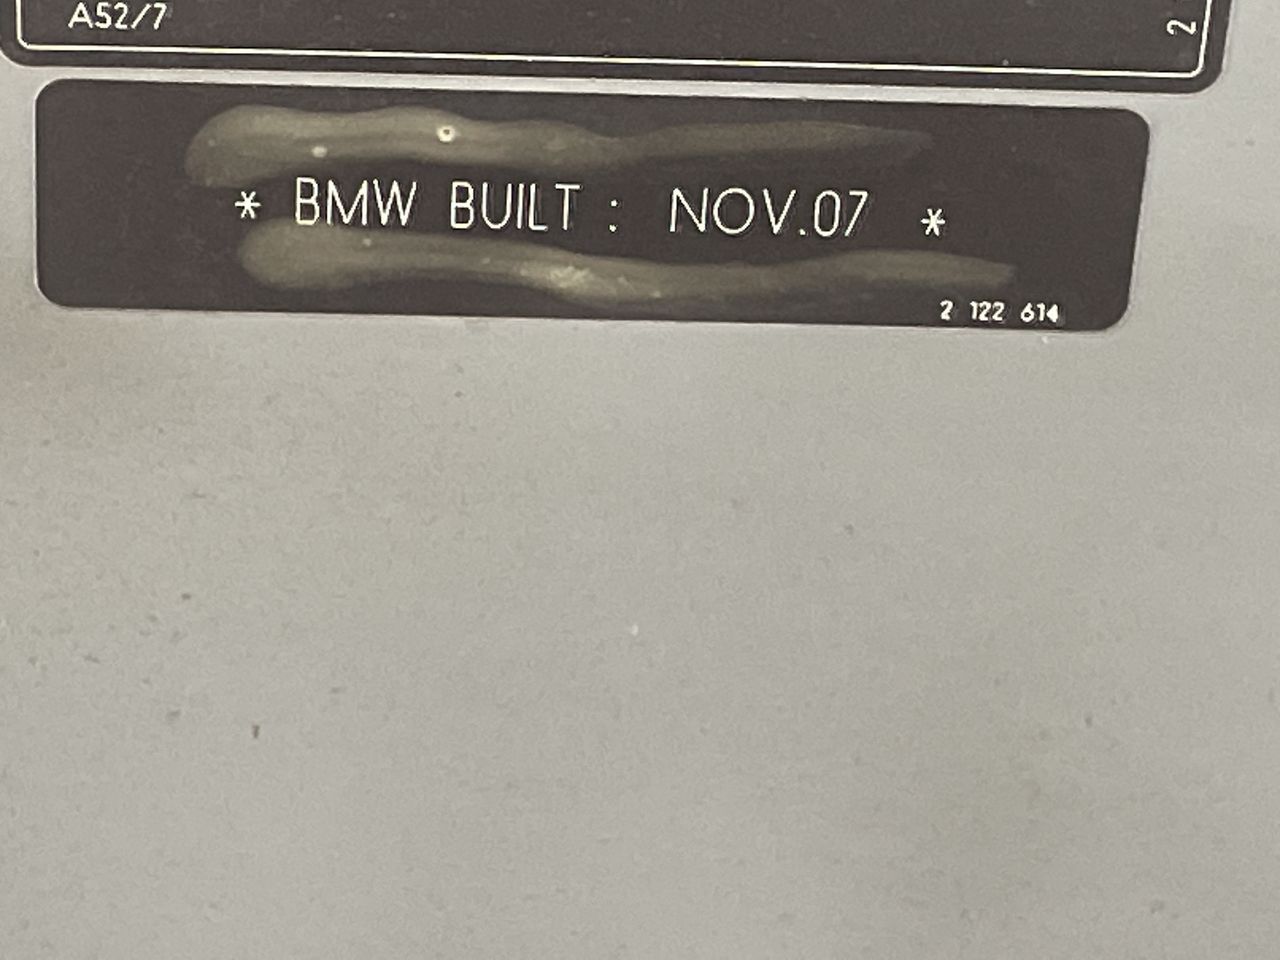 A52/7
2
* BMW BUILT : NOV.07 *
2 122 614